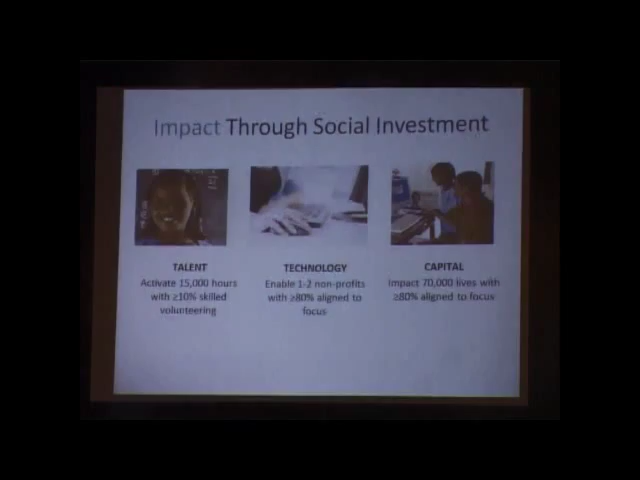 Impact Through Social Investment
TALENT
Activate 15,000 hours
with ≥10% skilled
volunteering
TECHNOLOGY
Enable 1-2 non-profits
with ≥80% aligned to
focus
CAPITAL
Impact 70,000 lives with
≥80% aligned to focus